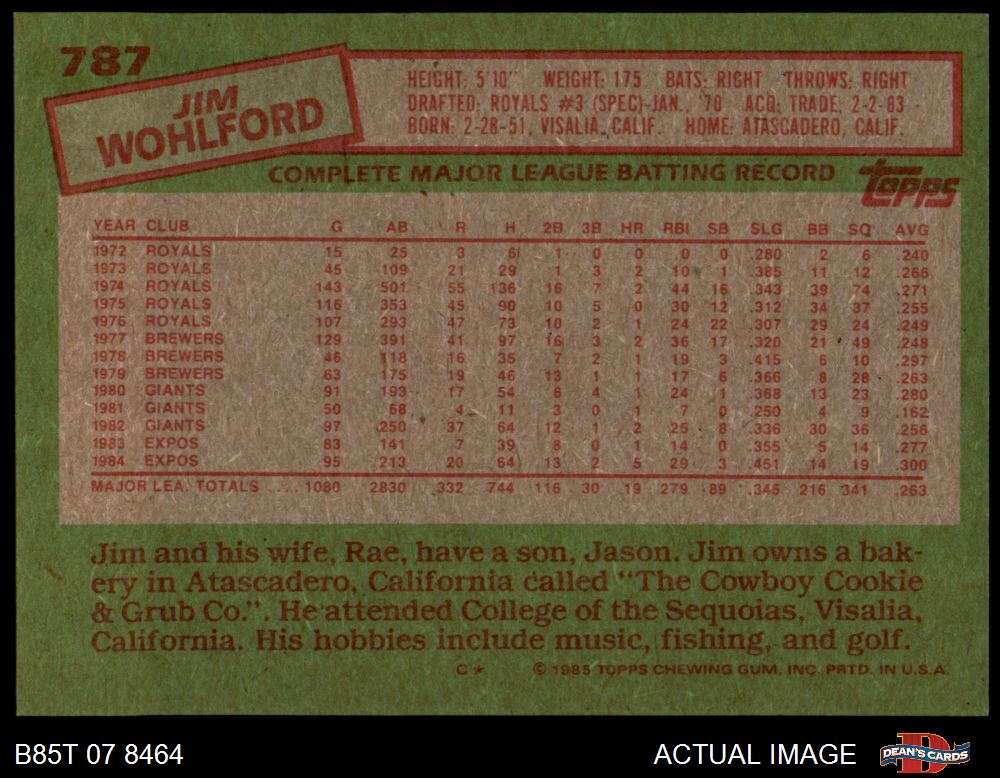 787
JIM
WOHLFORD
HEIGHT: 5'10" WEIGHT: 175 BATS: RIGHT THROWS: RIGHT
DRAFTED: ROYALS #3 (SPEC)-JAN., '70 ACQ: TRADE, 2-2-83
BORN: 2-28-51, VISALIA, CALIF. HOME: ATASCADERO, CALIF.
COMPLETE MAJOR LEAGUE BATTING RECORD
topps
YEAR CLUB G AB R H 2B 3B HR RBI SB SLG BB SO AVG
1972 ROYALS 15 25 3 6 1 0 0 0 0 .280 2 6 .240
1973 ROYALS 45 109 21 29 1 3 2 10 1 .385 11 12 .266
1974 ROYALS 143 501 55 136 16 7 2 44 16 .343 39 74 .271
1975 ROYALS 116 353 45 90 10 5 0 30 12 .312 34 37 .255
1976 ROYALS 107 293 47 73 10 2 1 24 22 .307 29 24 .249
1977 BREWERS 129 391 41 97 16 3 2 36 17 .320 21 49 .248
1978 BREWERS 46 118 16 35 7 2 1 19 3 .415 6 10 .297
1979 BREWERS 63 175 19 46 13 1 1 17 6 .366 8 28 .263
1980 GIANTS 91 193 17 54 6 4 1 24 1 .368 13 23 .280
1981 GIANTS 50 68 4 11 3 0 1 7 0 .250 4 9 .162
1982 GIANTS 97 250 37 64 12 1 2 25 8 .336 30 36 .256
1983 EXPOS 83 141 7 39 8 0 1 14 0 .355 5 14 .277
1984 EXPOS 95 213 20 64 13 2 5 29 3 .451 14 19 .300
MAJOR LEA. TOTALS .... 1080 2830 332 744 116 30 19 279 89 .345 216 341 .263
Jim and his wife, Rae, have a son, Jason. Jim owns a bak-
ery in Atascadero, California called "The Cowboy Cookie
& Grub Co.". He attended College of the Sequoias, Visalia,
California. His hobbies include music, fishing, and golf.
C★ © 1985 TOPPS CHEWING GUM, INC. PRTD. IN U.S.A.
B85T 07 8464 ACTUAL IMAGE D DEAN'S CARDS